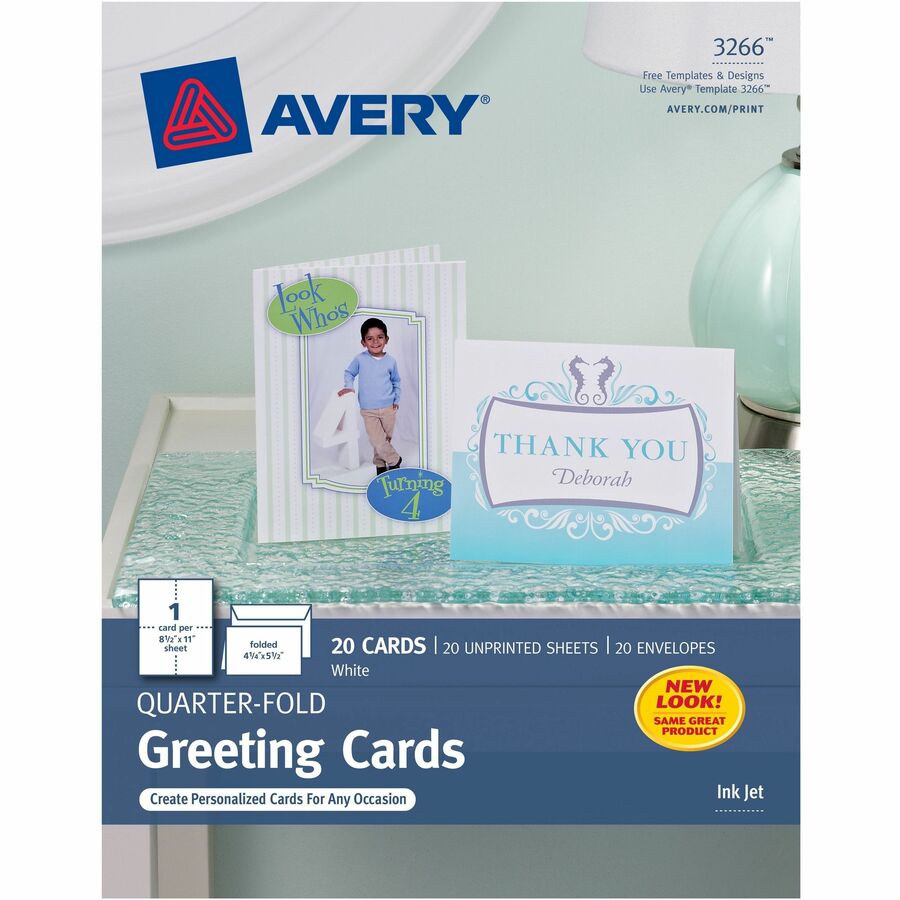 AVERY®
3266™
Free Templates & Designs
Use Avery® Template 3266™
AVERY.COM/PRINT
Look
Who's
4
Turning
4
THANK YOU
Deborah
1
card per
8½" x 11"
sheet
folded
4¼" x 5½"
20 CARDS | 20 UNPRINTED SHEETS | 20 ENVELOPES
White
QUARTER-FOLD
Greeting Cards
Create Personalized Cards For Any Occasion
NEW
LOOK!
SAME GREAT
PRODUCT
Ink Jet